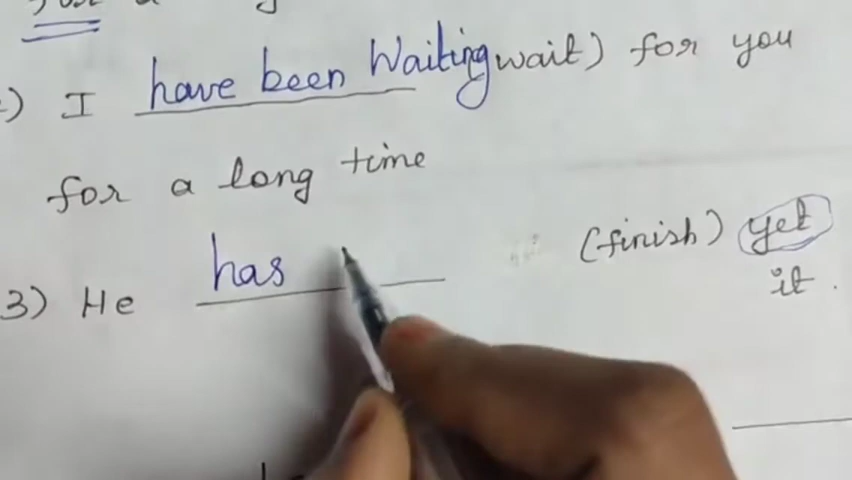 I have been Waiting wait) for you
for a long time
3) He has (finish) yet
it.